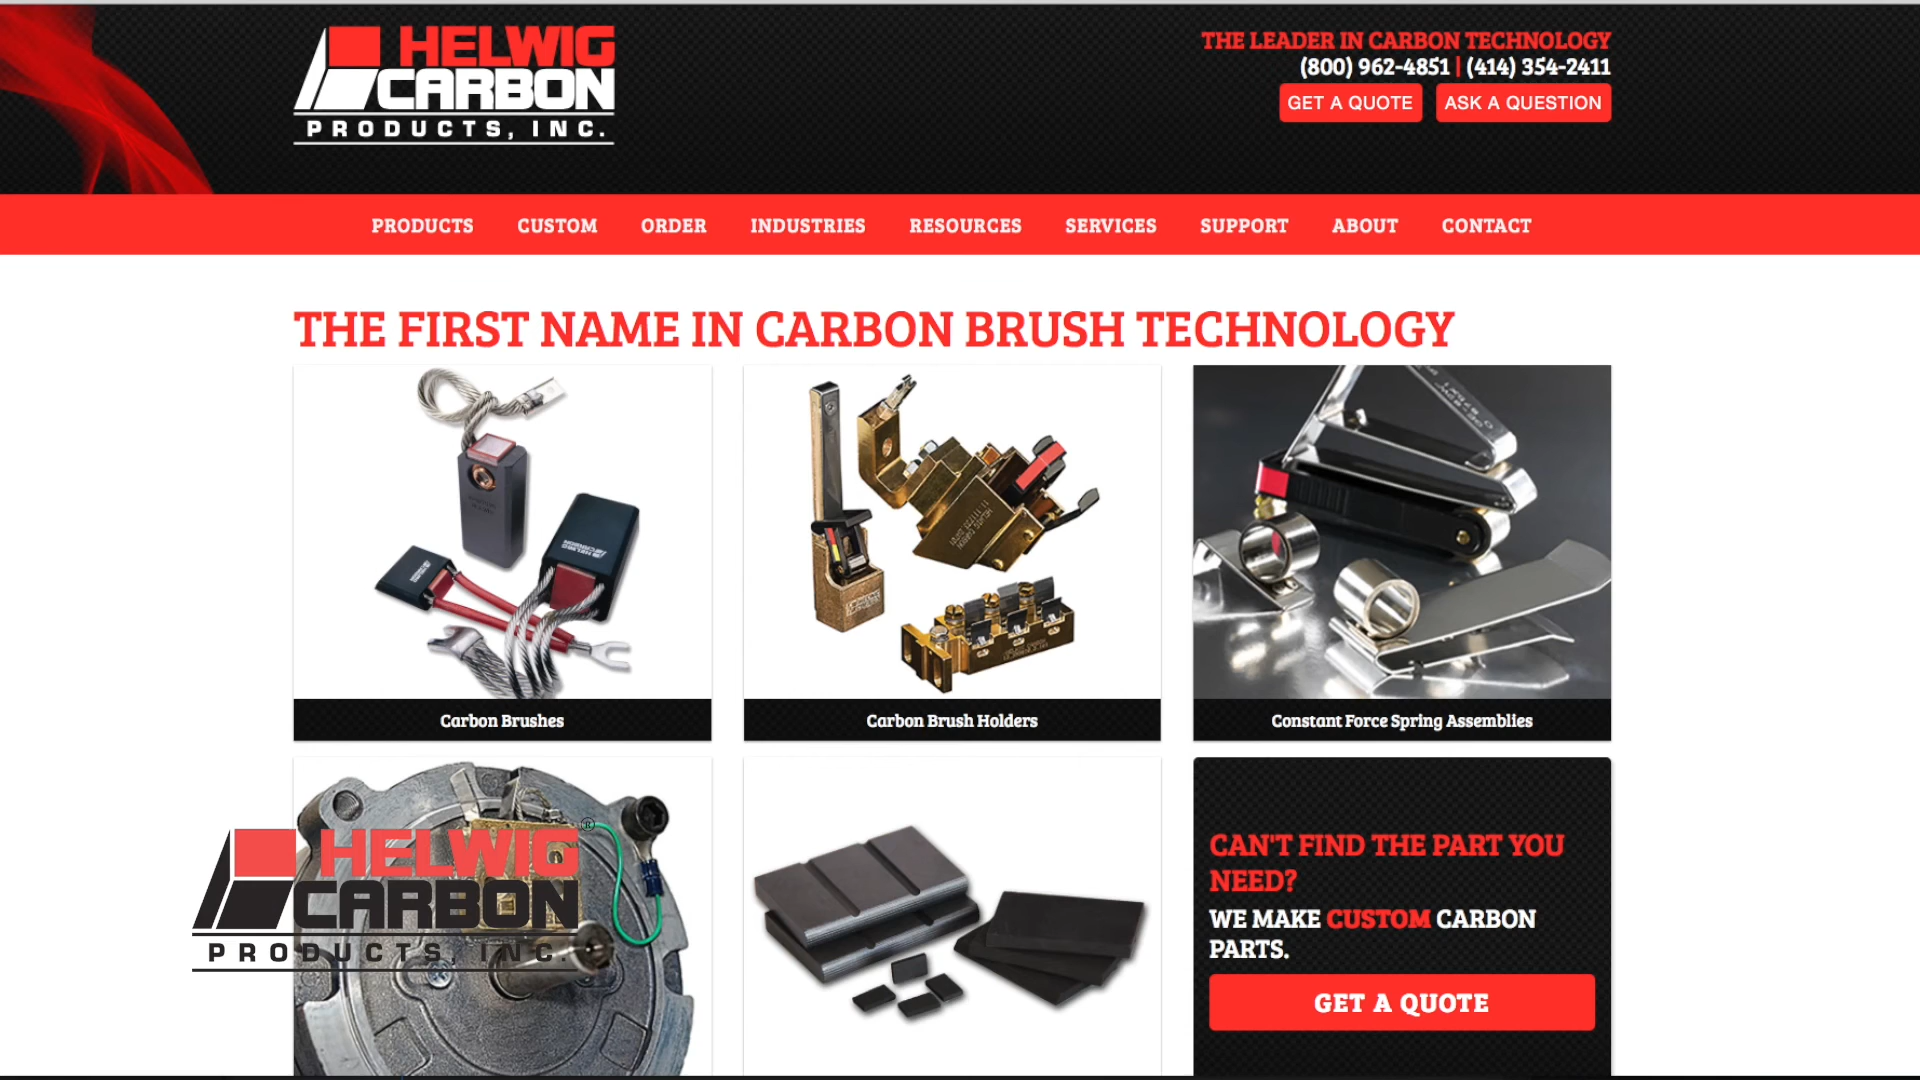 HELWIG
CARBON
PRODUCTS, INC.
THE LEADER IN CARBON TECHNOLOGY
(800) 962-4851 | (414) 354-2411
GET A QUOTE
ASK A QUESTION
PRODUCTS
CUSTOM
ORDER
INDUSTRIES
RESOURCES
SERVICES
SUPPORT
ABOUT
CONTACT
THE FIRST NAME IN CARBON BRUSH TECHNOLOGY
Carbon Brushes
Carbon Brush Holders
Constant Force Spring Assemblies
HELWIG®
CARBON
PRODUCTS, INC.
CAN'T FIND THE PART YOU
NEED?
WE MAKE CUSTOM CARBON
PARTS.
GET A QUOTE